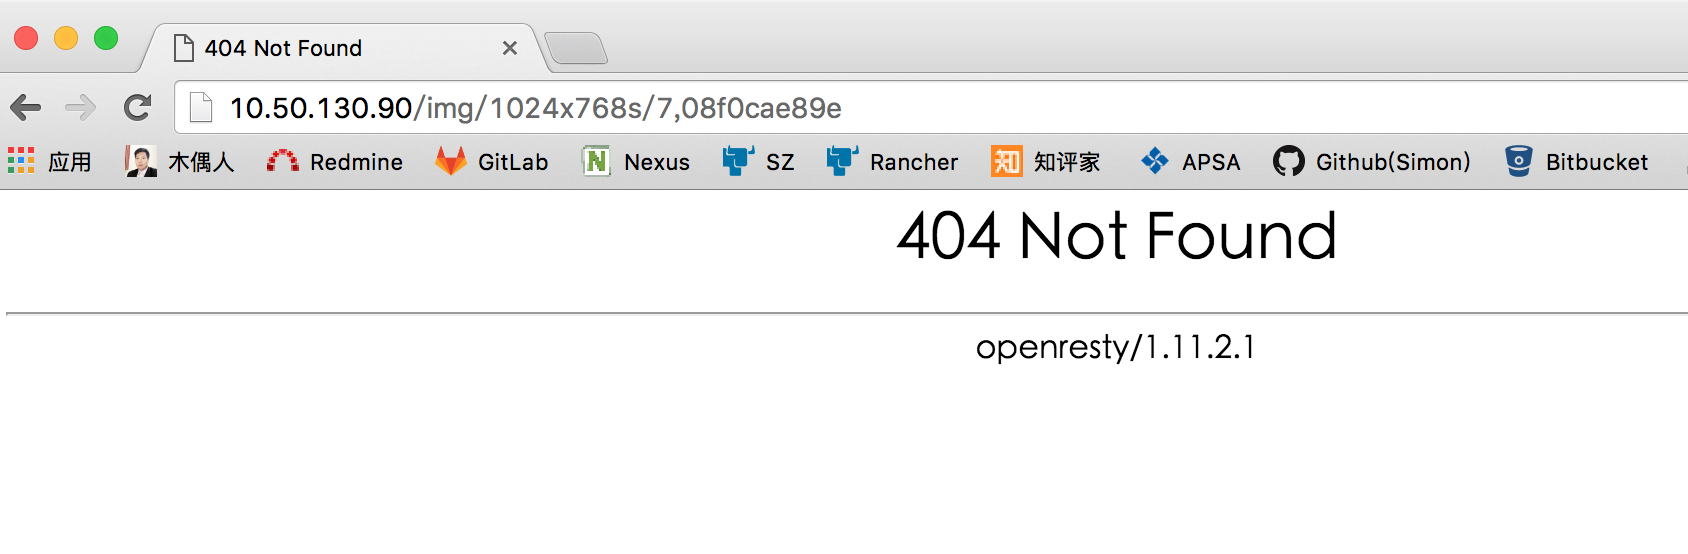 404 Not Found
10.50.130.90/img/1024x768s/7,08f0cae89e
应用 木偶人 Redmine GitLab Nexus SZ Rancher 知评家 APSA Github(Simon) Bitbucket
404 Not Found
openresty/1.11.2.1